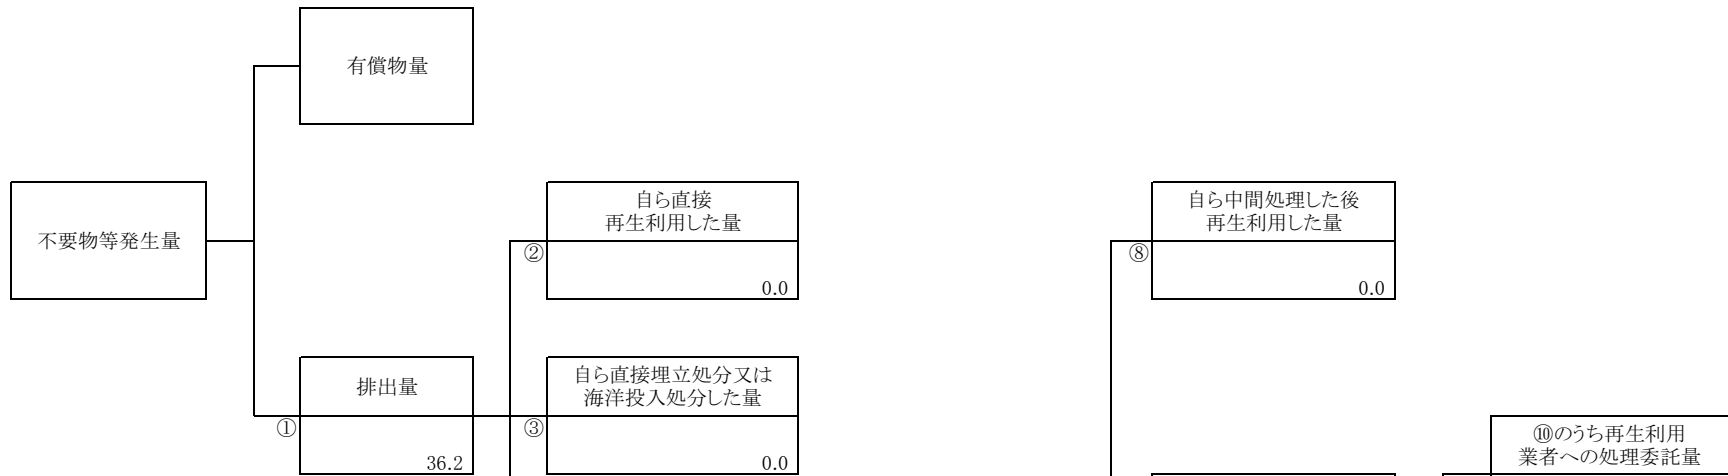 有償物量
不要物等発生量
自ら直接
再生利用した量
②
0.0
自ら中間処理した後
再生利用した量
⑧
0.0
排出量
①
36.2
自ら直接埋立処分又は
海洋投入処分した量
③
0.0
⑩のうち再生利用
業者への処理委託量